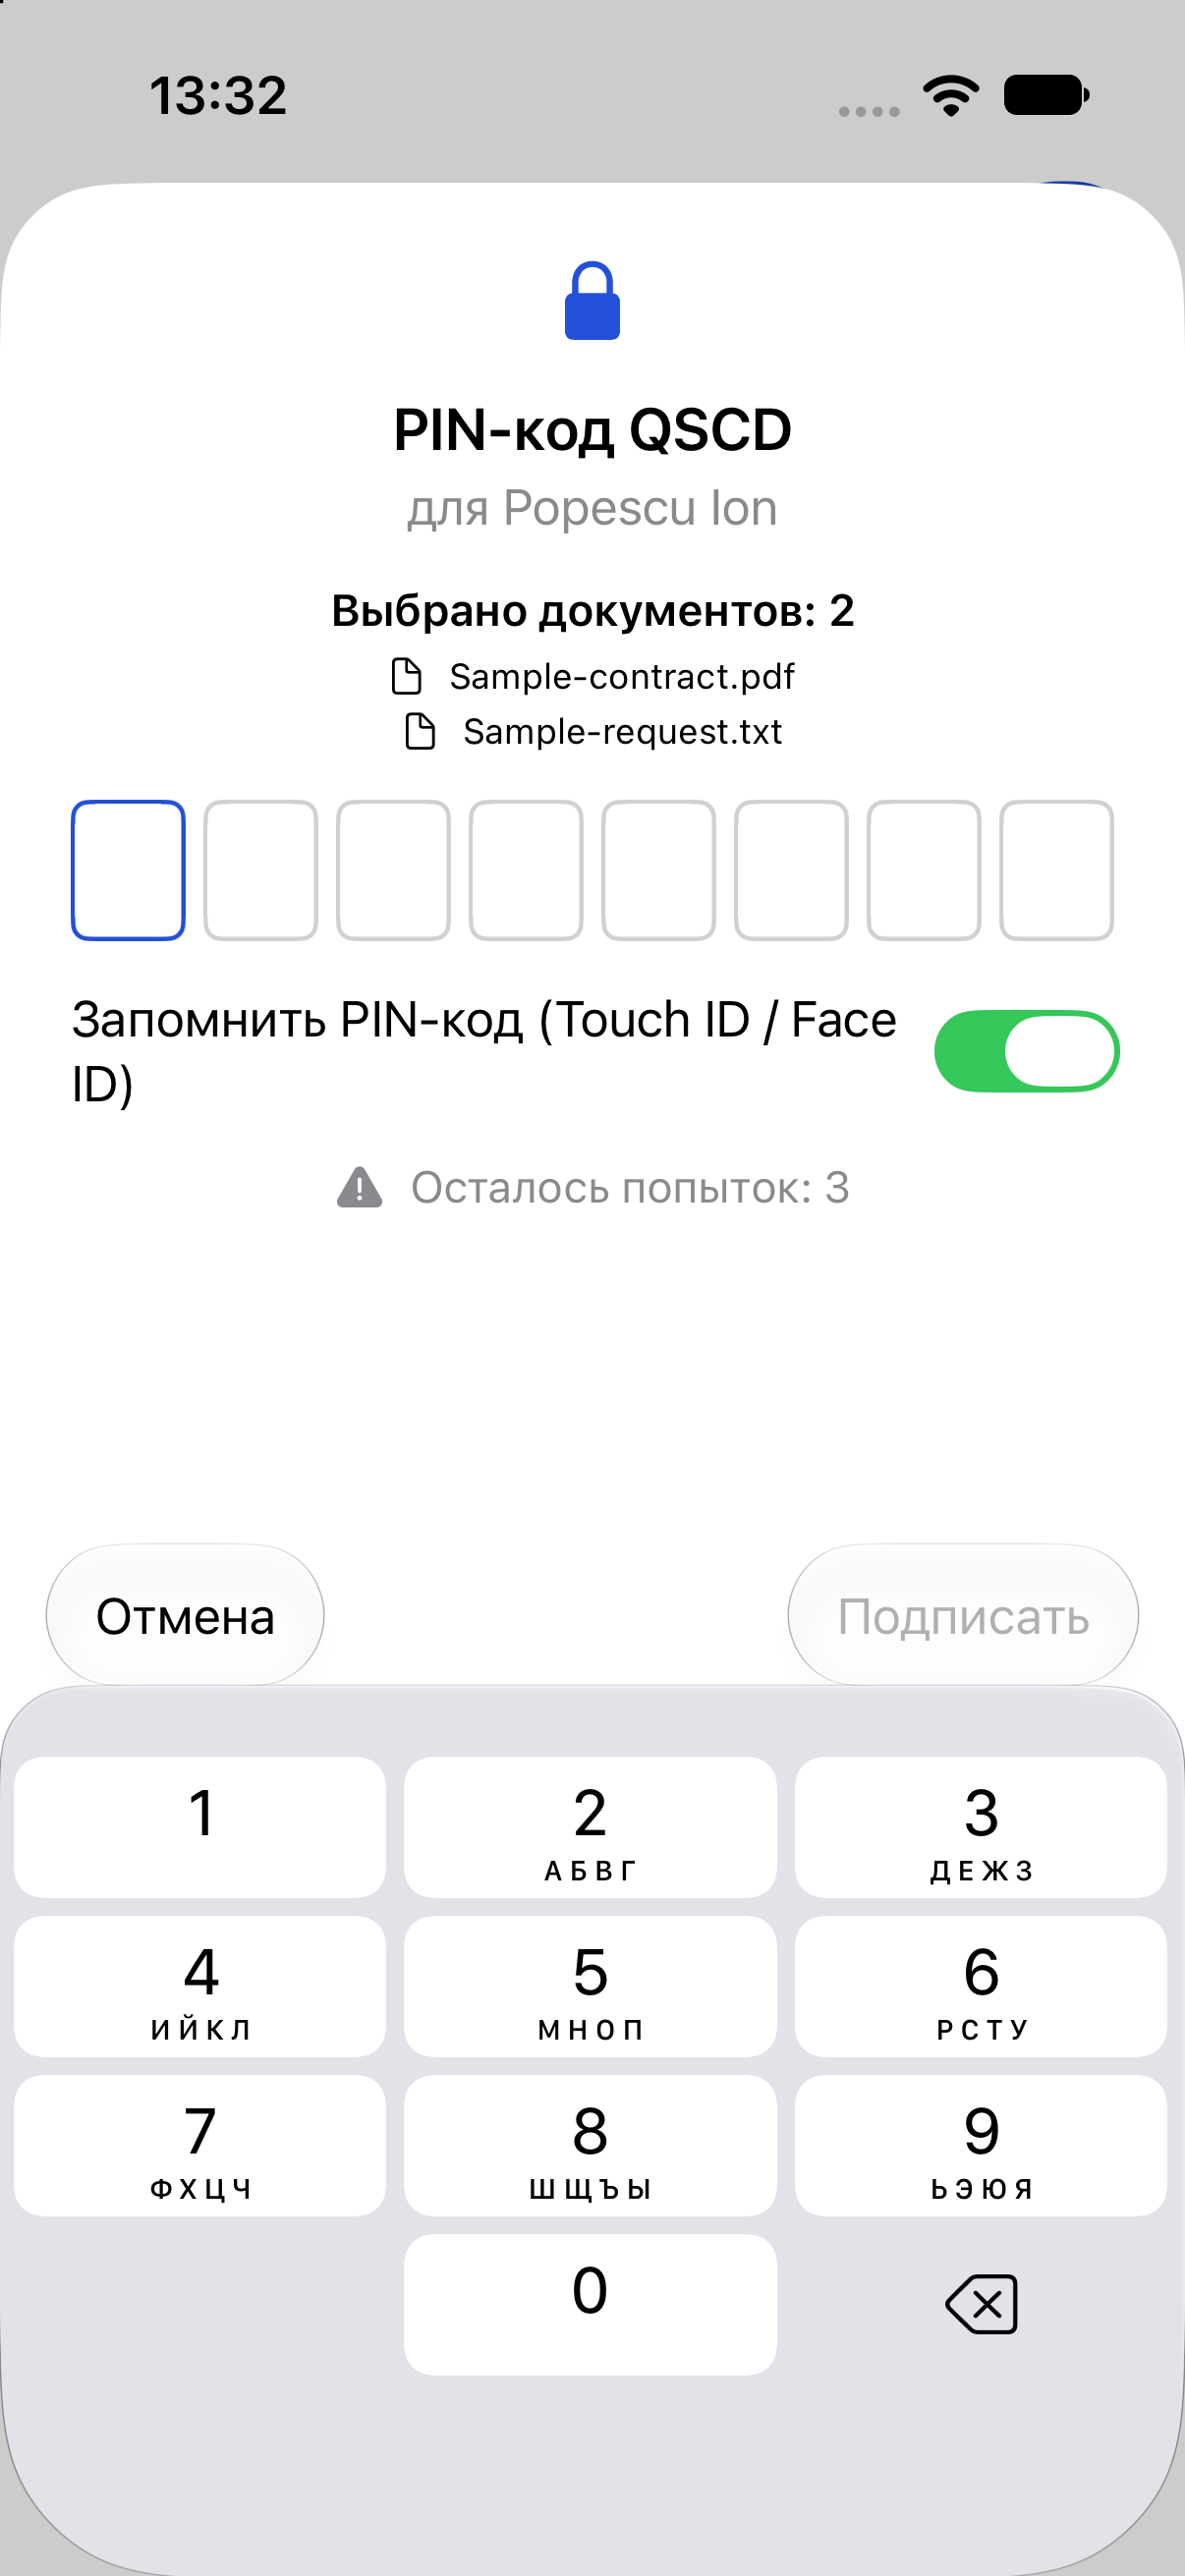 13:32
PIN-код QSCD
для Popescu Ion
Выбрано документов: 2
Sample-contract.pdf
Sample-request.txt
Запомнить PIN-код (Touch ID / Face
ID)
Осталось попыток: 3
Отмена
Подписать
1
2
АБВГ
3
ДЕЖЗ
4
ИЙКЛ
5
МНОП
6
РСТУ
7
ФХЦЧ
8
ШЩЪЫ
9
ЬЭЮЯ
0